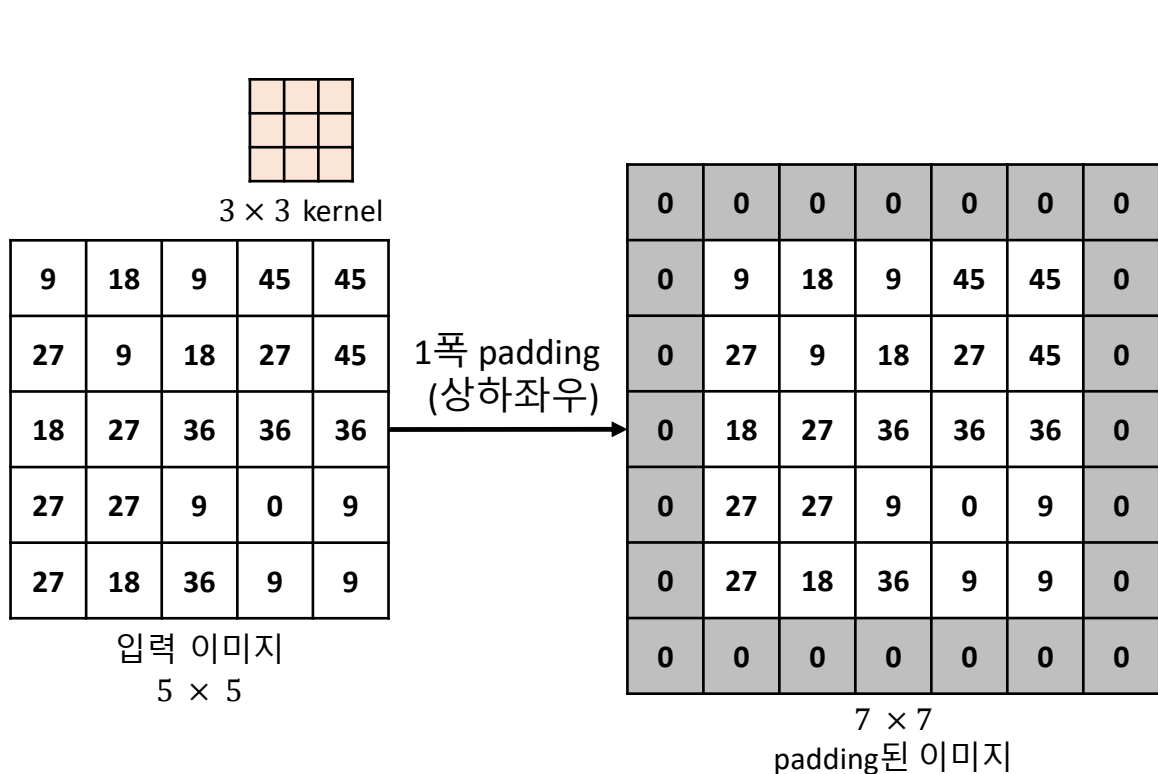 3 × 3 kernel
9 18 9 45 45
27 9 18 27 45
18 27 36 36 36
27 27 9 0 9
27 18 36 9 9
입력 이미지
5 × 5
1폭 padding
(상하좌우)
0 0 0 0 0 0 0
0 9 18 9 45 45 0
0 27 9 18 27 45 0
0 18 27 36 36 36 0
0 27 27 9 0 9 0
0 27 18 36 9 9 0
0 0 0 0 0 0 0
7 × 7
padding된 이미지